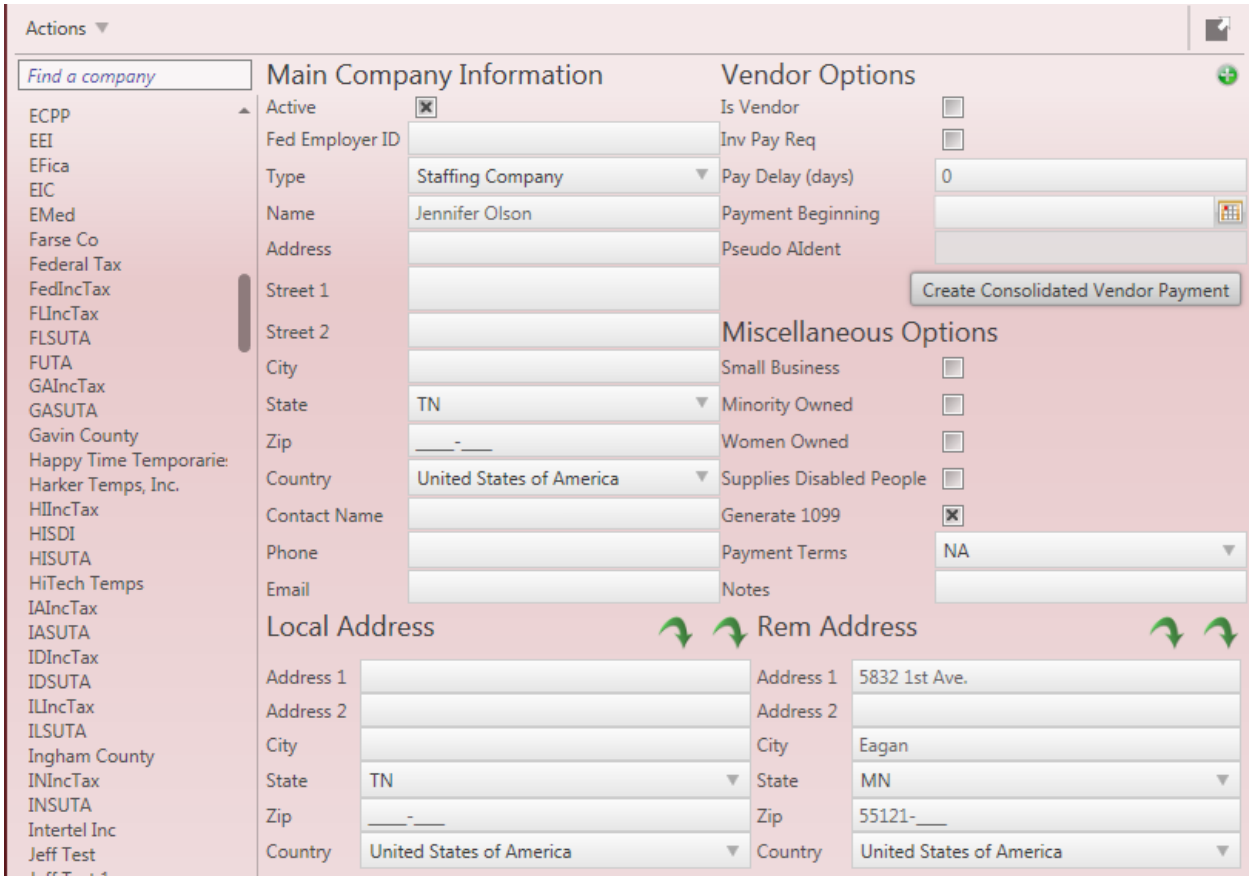 Actions
Find a company
ECPP
EEI
EFica
EIC
EMed
Farse Co
Federal Tax
FedIncTax
FLIncTax
FLSUTA
FUTA
GAIncTax
GASUTA
Gavin County
Happy Time Temporarie
Harker Temps, Inc.
HIIncTax
HISDI
HISUTA
HiTech Temps
IAIncTax
IASUTA
IDIncTax
IDSUTA
ILIncTax
ILSUTA
Ingham County
INIncTax
INSUTA
Intertel Inc
Jeff Test
Main Company Information
Active
Fed Employer ID
Type Staffing Company
Name Jennifer Olson
Address
Street 1
Street 2
City
State TN
Zip ____-___
Country United States of America
Contact Name
Phone
Email
Vendor Options
Is Vendor
Inv Pay Req
Pay Delay (days) 0
Payment Beginning
Pseudo AIdent
Create Consolidated Vendor Payment
Miscellaneous Options
Small Business
Minority Owned
Women Owned
Supplies Disabled People
Generate 1099
Payment Terms NA
Notes
Local Address
Address 1
Address 2
City
State TN
Zip ____-___
Country United States of America
Rem Address
Address 1 5832 1st Ave.
Address 2
City Eagan
State MN
Zip 55121-___
Country United States of America